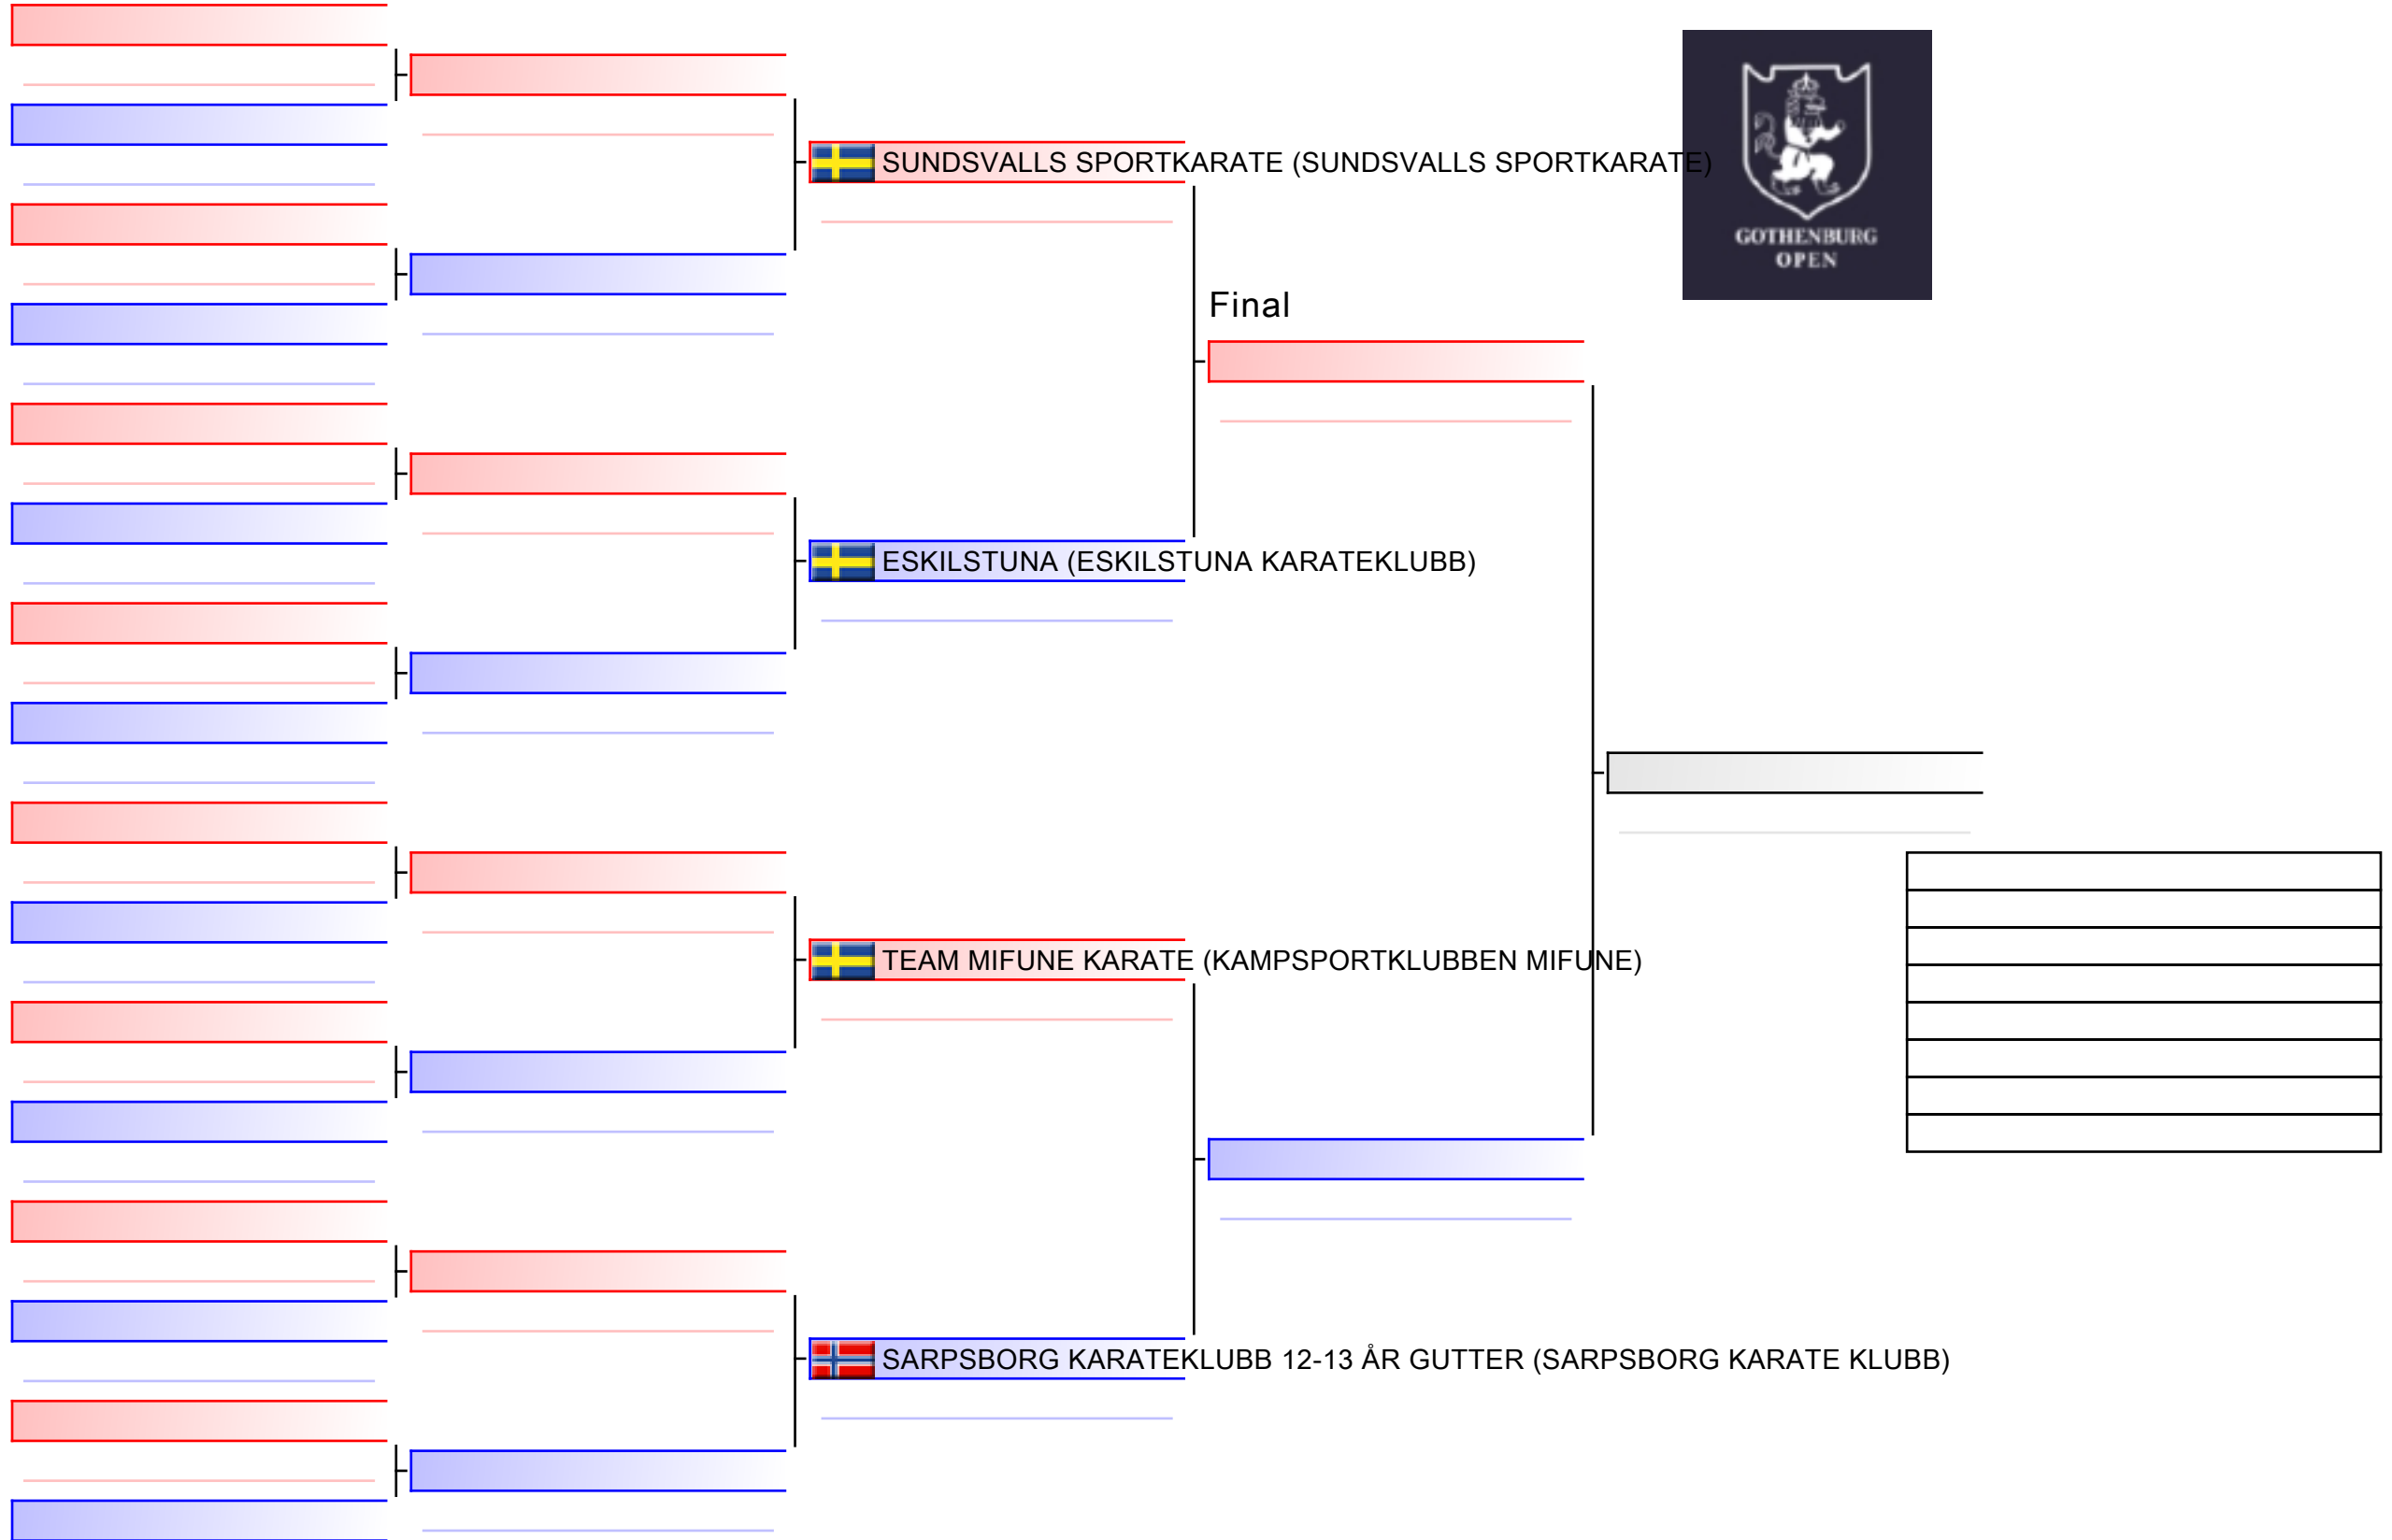 SUNDSVALLS SPORTKARATE (SUNDSVALLS SPORTKARATE)
GOTHENBURG
OPEN
Final
ESKILSTUNA (ESKILSTUNA KARATEKLUBB)
TEAM MIFUNE KARATE (KAMPSPORTKLUBBEN MIFUNE)
SARPSBORG KARATEKLUBB 12-13 ÅR GUTTER (SARPSBORG KARATE KLUBB)